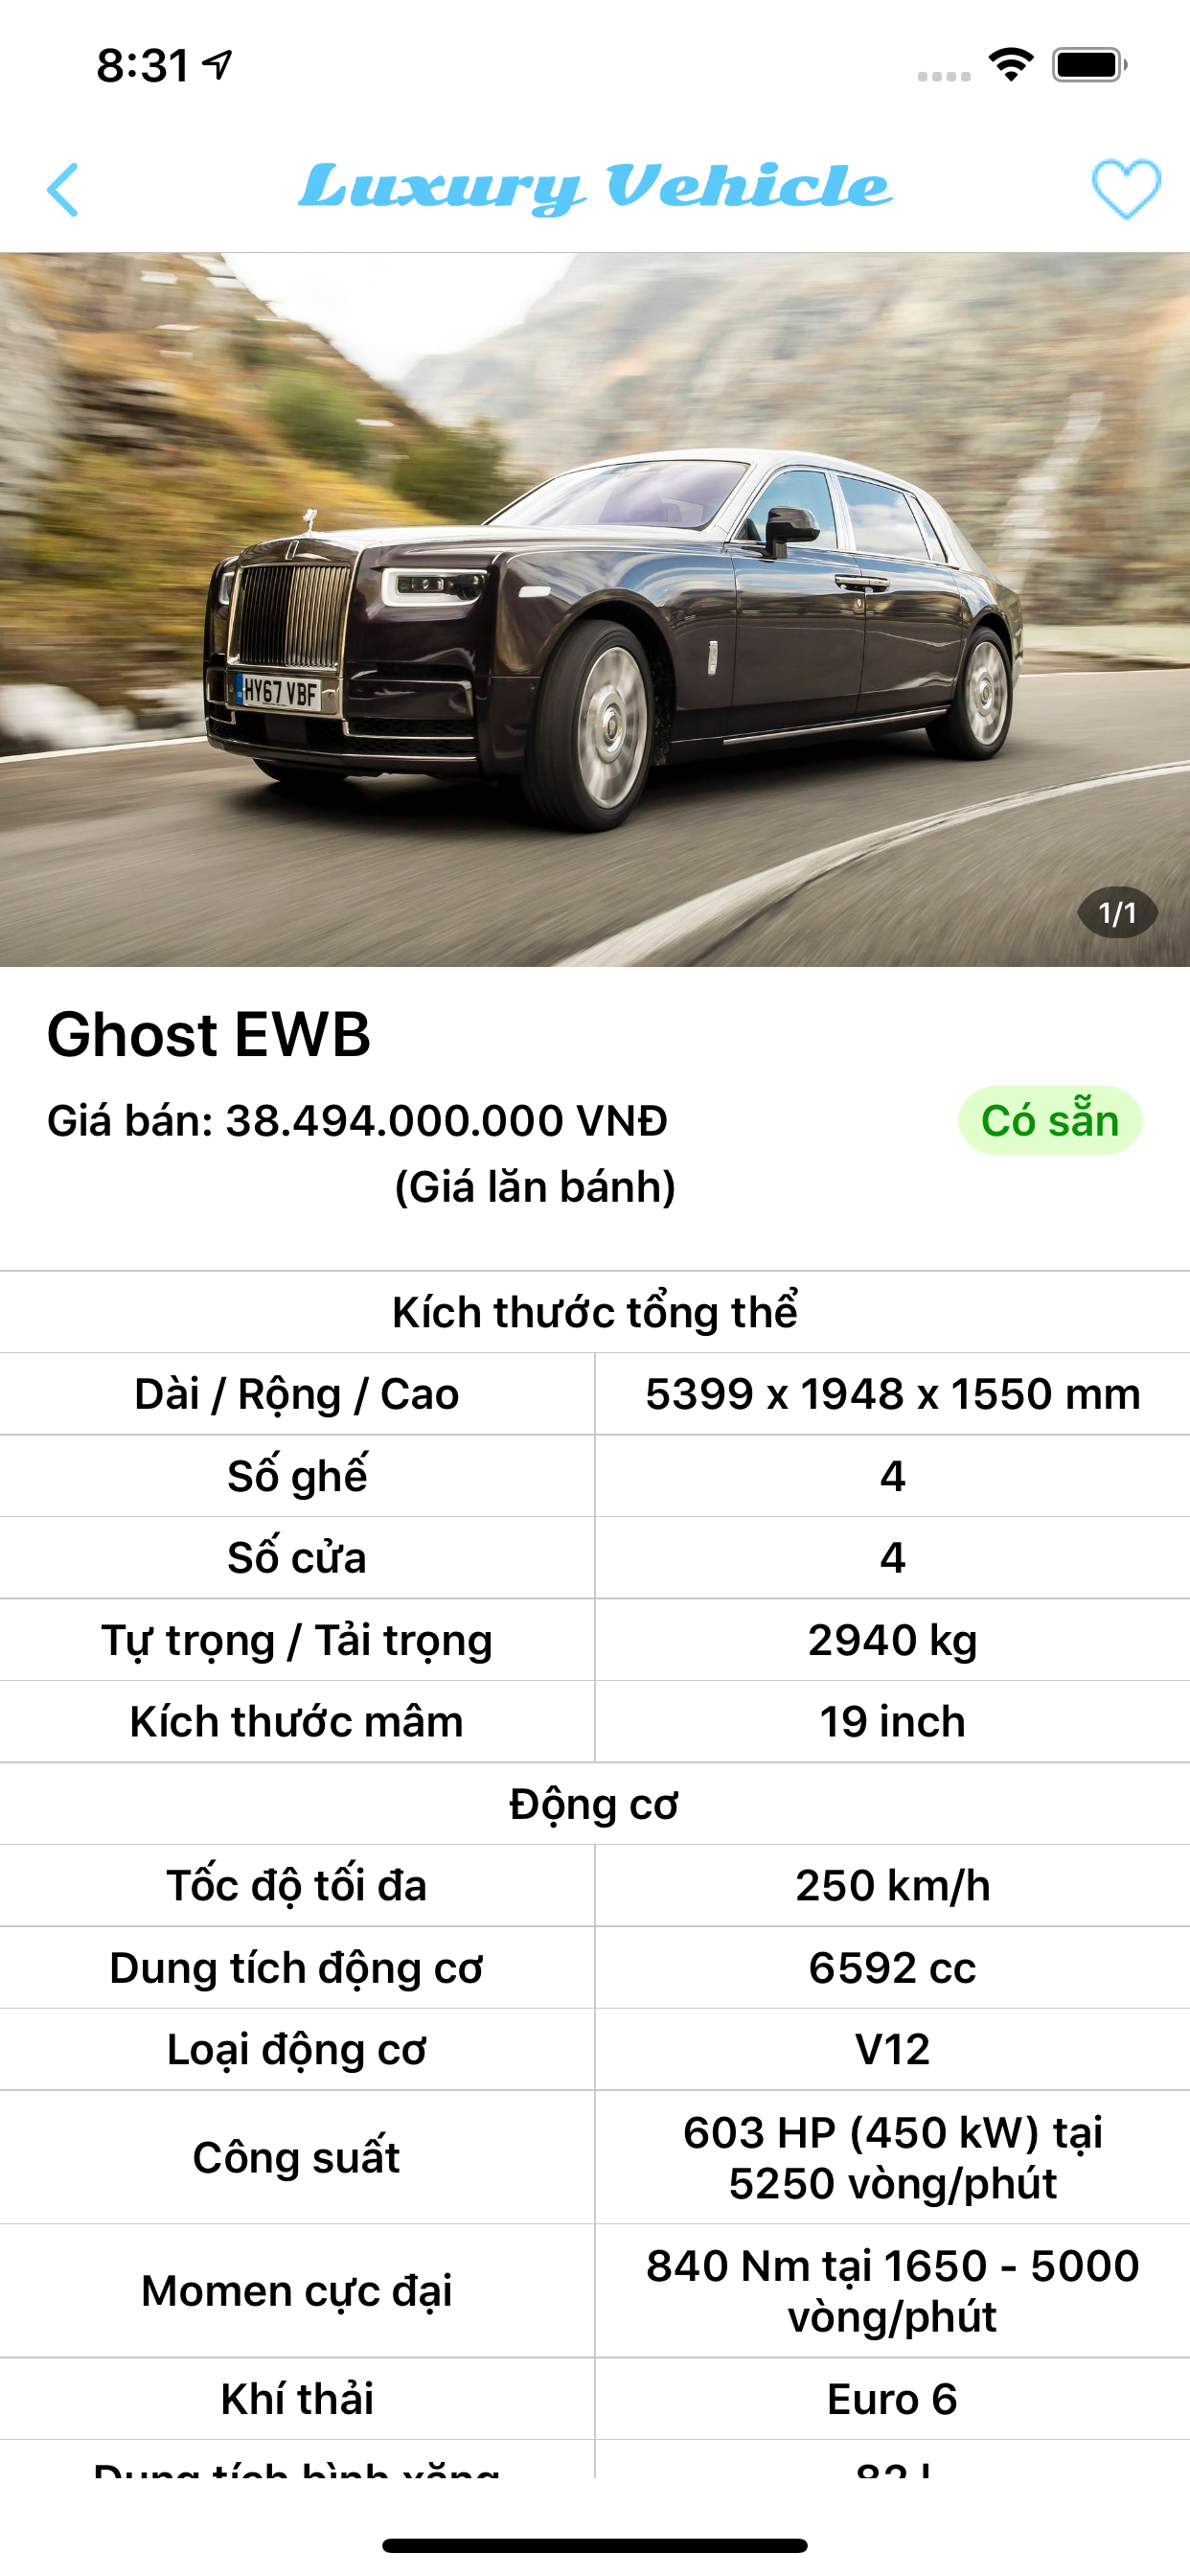 8:31
Luxury Vehicle
HY67 VBF
1/1
Ghost EWB
Giá bán: 38.494.000.000 VNĐ
Có sẵn
(Giá lăn bánh)
Kích thước tổng thể
Dài / Rộng / Cao
5399 x 1948 x 1550 mm
Số ghế
4
Số cửa
4
Tự trọng / Tải trọng
2940 kg
Kích thước mâm
19 inch
Động cơ
Tốc độ tối đa
250 km/h
Dung tích động cơ
6592 cc
Loại động cơ
V12
Công suất
603 HP (450 kW) tại
5250 vòng/phút
Momen cực đại
840 Nm tại 1650 - 5000
vòng/phút
Khí thải
Euro 6
Dung tích bình xăng